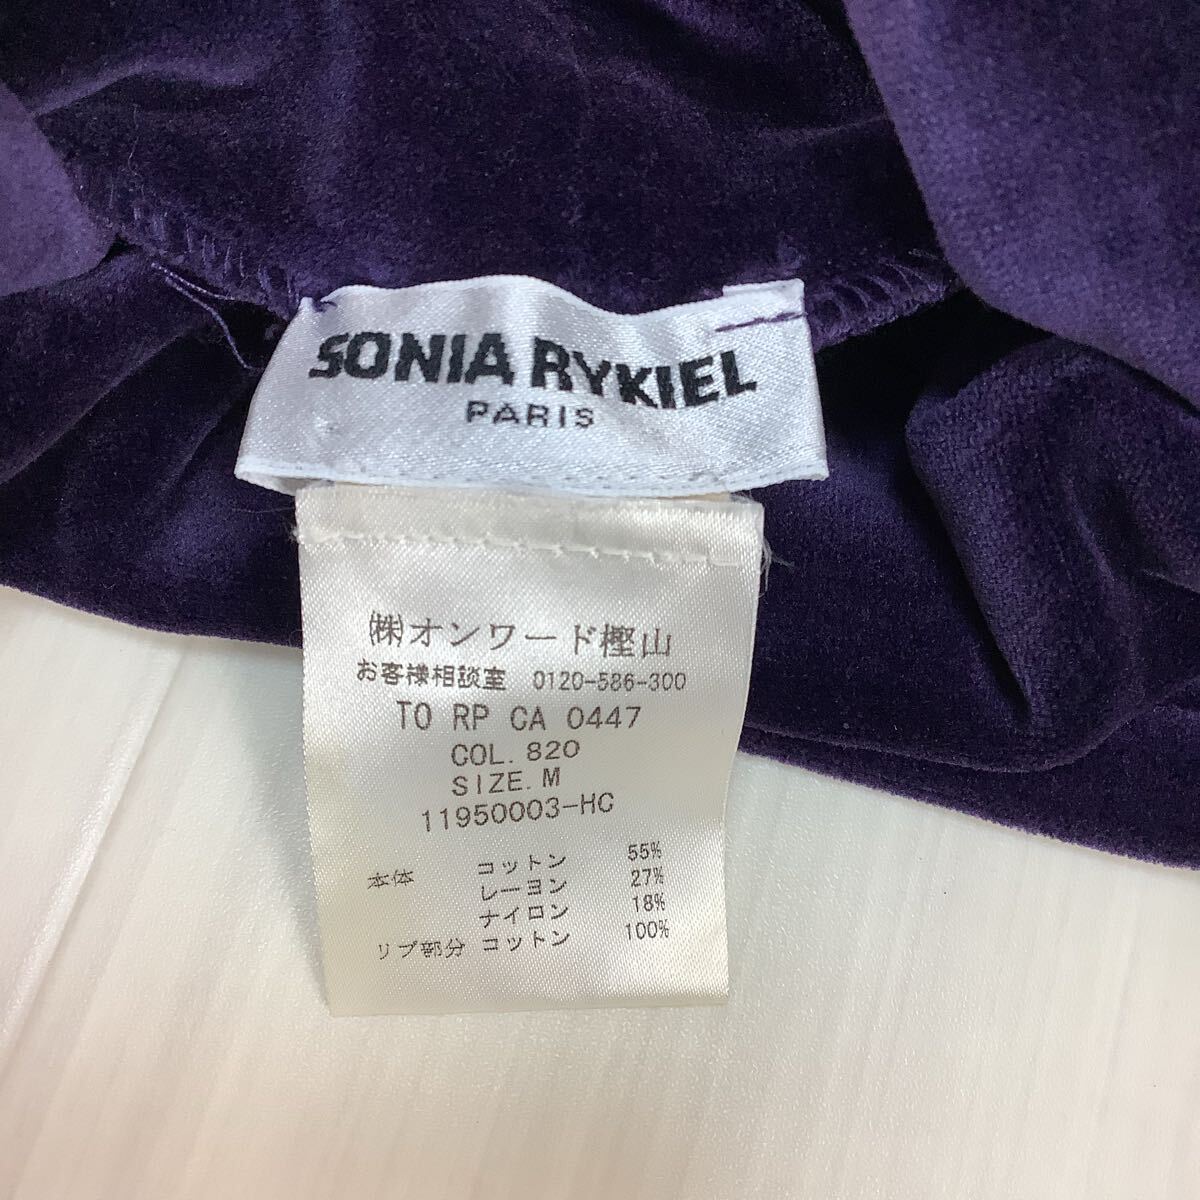 SONIA RYKIEL
PARIS
㈱オンワード樫山
お客様相談室 0120-586-300
TO RP CA 0447
COL. 820
SIZE. M
11950003-HC
本体 コットン 55%
レーヨン 27%
ナイロン 18%
リブ部分 コットン 100%